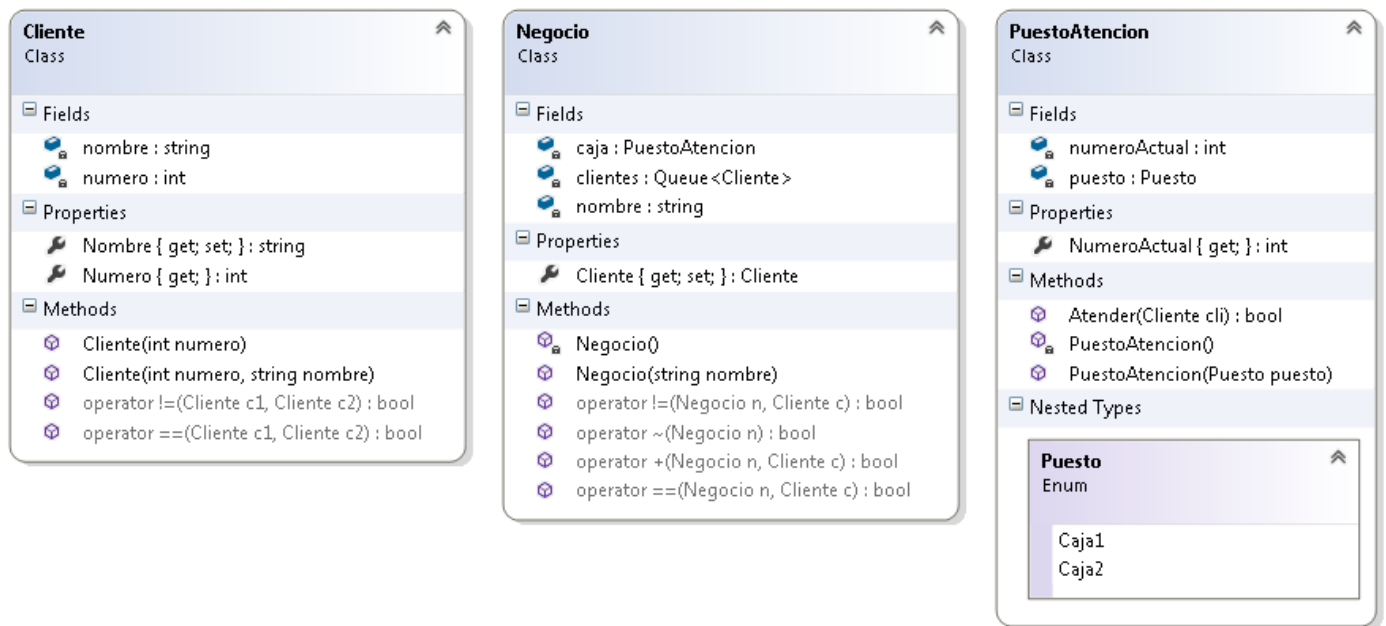 Cliente
Class
Fields
nombre : string
numero : int
Properties
Nombre { get; set; } : string
Numero { get; } : int
Methods
Cliente(int numero)
Cliente(int numero, string nombre)
operator !=(Cliente c1, Cliente c2) : bool
operator ==(Cliente c1, Cliente c2) : bool
Negocio
Class
Fields
caja : PuestoAtencion
clientes : Queue<Cliente>
nombre : string
Properties
Cliente { get; set; } : Cliente
Methods
Negocio()
Negocio(string nombre)
operator !=(Negocio n, Cliente c) : bool
operator ~(Negocio n) : bool
operator +(Negocio n, Cliente c) : bool
operator ==(Negocio n, Cliente c) : bool
PuestoAtencion
Class
Fields
numeroActual : int
puesto : Puesto
Properties
NumeroActual { get; } : int
Methods
Atender(Cliente cli) : bool
PuestoAtencion()
PuestoAtencion(Puesto puesto)
Nested Types
Puesto
Enum
Caja1
Caja2